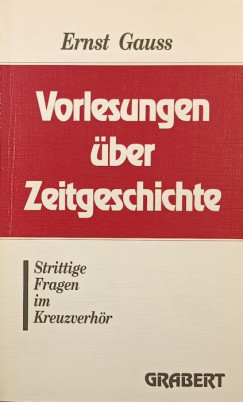 Ernst Gauss
Vorlesungen
über
Zeitgeschichte
Strittige
Fragen
im
Kreuzverhör
GRABERT